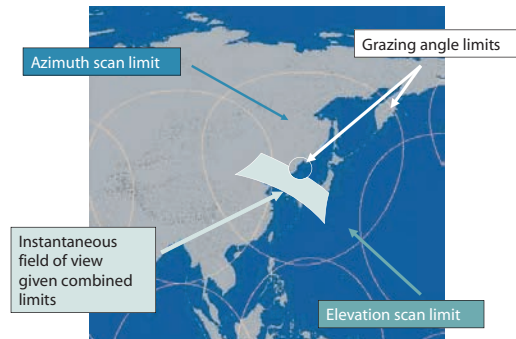 Grazing angle limits
Azimuth scan limit
Instantaneous
field of view
given combined
limits
Elevation scan limit